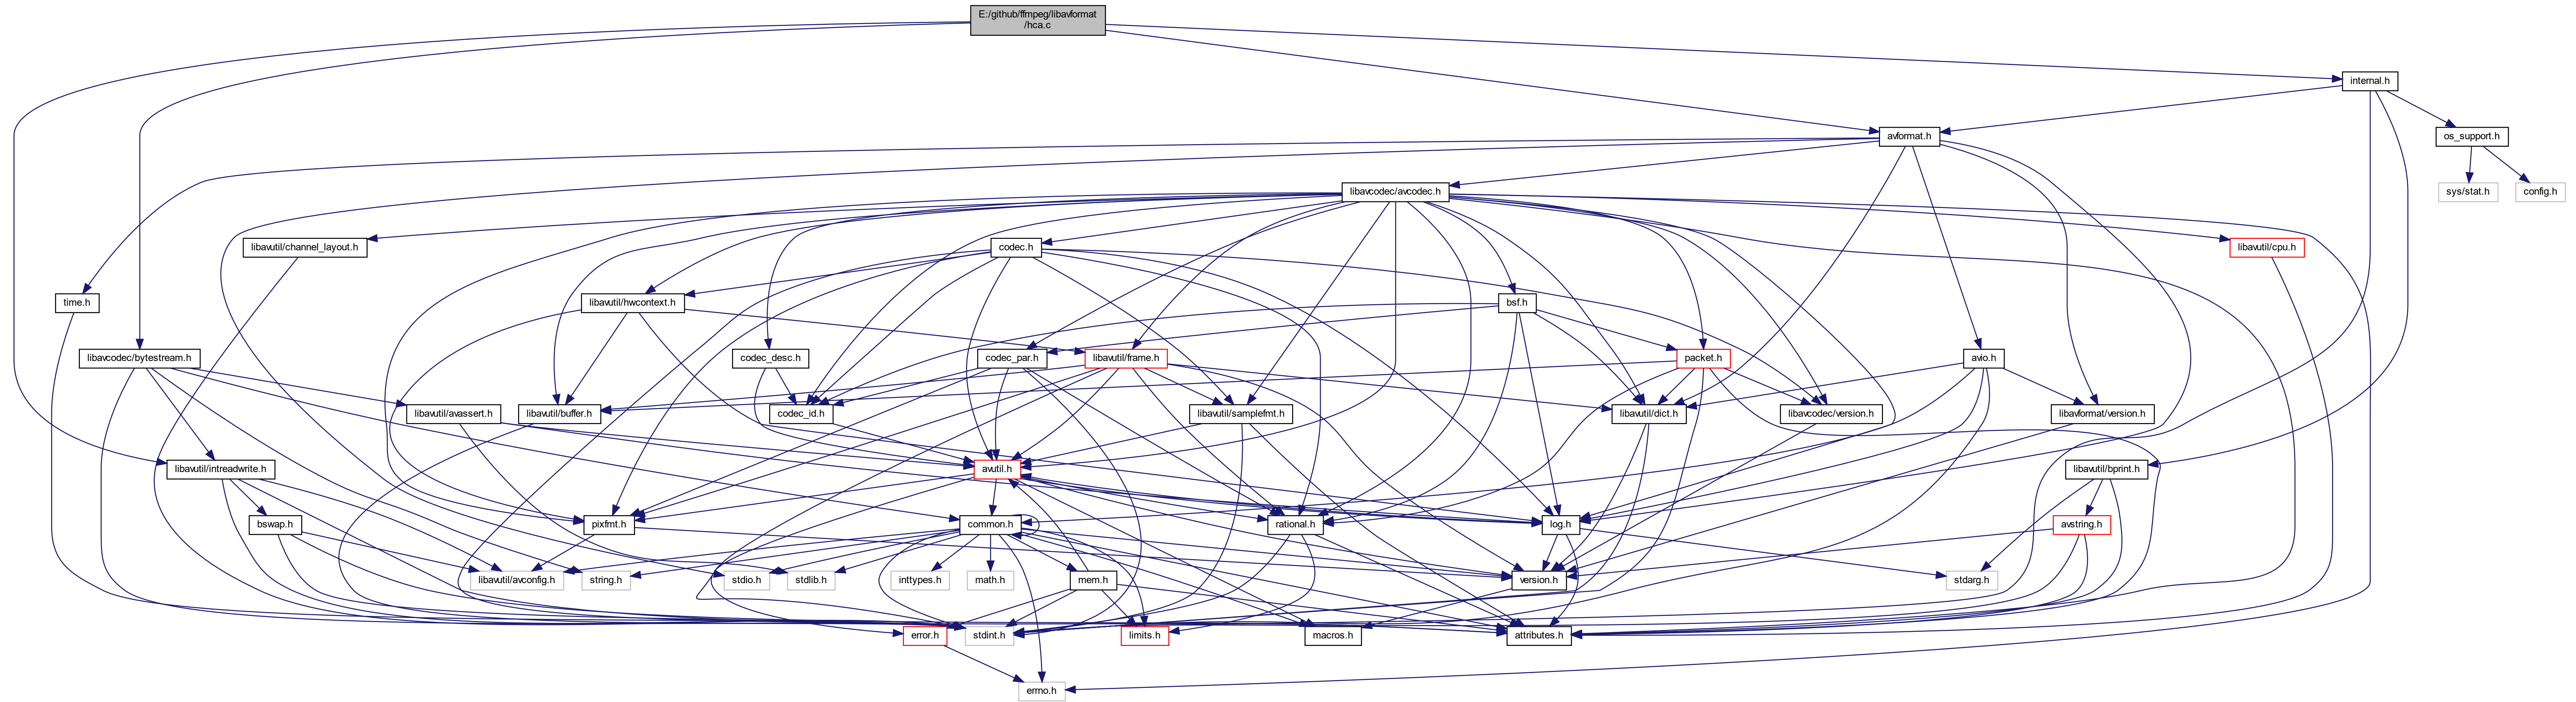 E:/github/ffmpeg/libavformat
/hca.c
internal.h
avformat.h
os_support.h
libavcodec/avcodec.h
sys/stat.h
config.h
libavutil/channel_layout.h
codec.h
libavutil/cpu.h
time.h
libavutil/hwcontext.h
bsf.h
libavcodec/bytestream.h
codec_desc.h
codec_par.h
libavutil/frame.h
packet.h
avio.h
libavutil/avassert.h
libavutil/buffer.h
codec_id.h
libavutil/samplefmt.h
libavutil/dict.h
libavcodec/version.h
libavformat/version.h
libavutil/intreadwrite.h
avutil.h
libavutil/bprint.h
bswap.h
pixfmt.h
common.h
rational.h
log.h
avstring.h
libavutil/avconfig.h
string.h
stdio.h
stdlib.h
inttypes.h
math.h
mem.h
version.h
stdarg.h
error.h
stdint.h
limits.h
macros.h
attributes.h
errno.h